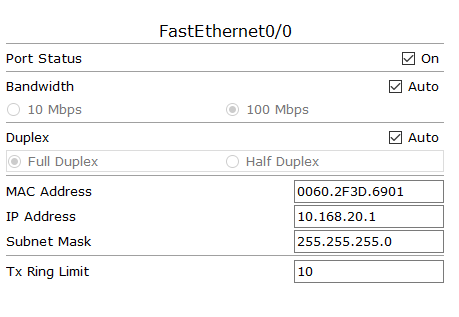 FastEthernet0/0
Port Status On
Bandwidth Auto
10 Mbps 100 Mbps
Duplex Auto
Full Duplex Half Duplex
MAC Address 0060.2F3D.6901
IP Address 10.168.20.1
Subnet Mask 255.255.255.0
Tx Ring Limit 10